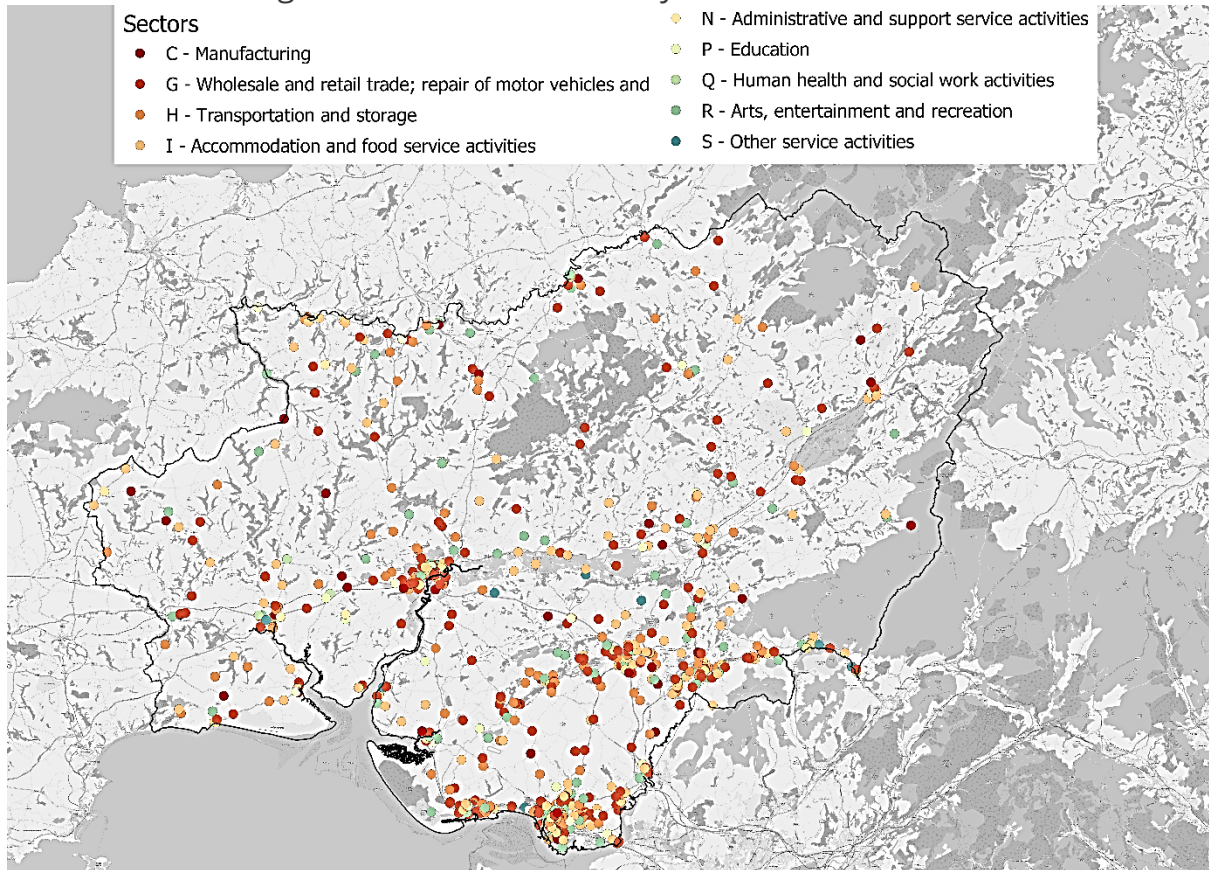 Sectors
C - Manufacturing
G - Wholesale and retail trade; repair of motor vehicles and
H - Transportation and storage
I - Accommodation and food service activities
N - Administrative and support service activities
P - Education
Q - Human health and social work activities
R - Arts, entertainment and recreation
S - Other service activities